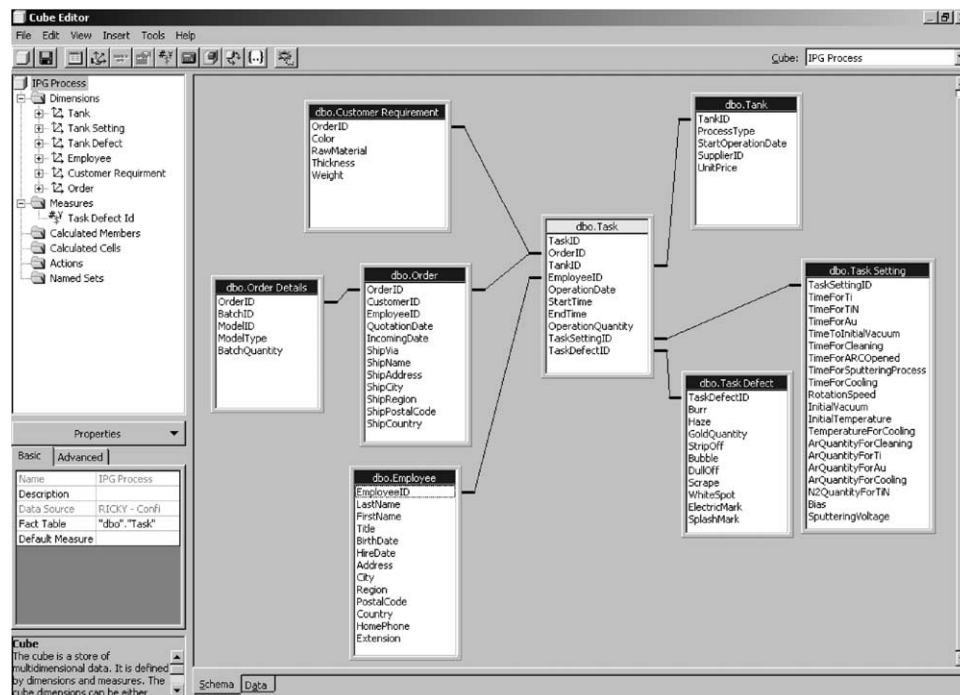 Cube Editor
File Edit View Insert Tools Help
Cube: IPG Process
IPG Process
Dimensions
Tank
Tank Setting
Tank Defect
Employee
Customer Requirment
Order
Measures
Task Defect Id
Calculated Members
Calculated Cells
Actions
Named Sets
Properties
Basic Advanced
Name IPG Process
Description
Data Source RICKY - Confi
Fact Table "dbo"."Task"
Default Measure
Cube
The cube is a store of
multidimensional data. It is defined
by dimensions and measures. The
cube dimensions can be either
dbo.Customer Requirement
OrderID
Color
RawMaterial
Thickness
Weight
dbo.Tank
TankID
ProcessType
StartOperationDate
SupplierID
UnitPrice
dbo.Task
TaskID
OrderID
TankID
EmployeeID
OperationDate
StartTime
EndTime
OperationQuantity
TaskSettingID
TaskDefectID
dbo.Order Details
OrderID
BatchID
ModelID
ModelType
BatchQuantity
dbo.Order
OrderID
CustomerID
EmployeeID
QuotationDate
IncomingDate
ShipVia
ShipName
ShipAddress
ShipCity
ShipRegion
ShipPostalCode
ShipCountry
dbo.Task Setting
TaskSettingID
TimeForTi
TimeForTiN
TimeForAu
TimeToInitialVacuum
TimeForCleaning
TimeForARCOpened
TimeForSputteringProcess
TimeForCooling
RotationSpeed
InitialVacuum
InitialTemperature
TemperatureForCooling
ArQuantityForCleaning
ArQuantityForTi
ArQuantityForAu
ArQuantityForCooling
N2QuantityForTiN
Bias
SputteringVoltage
dbo.Task Defect
TaskDefectID
Burr
Haze
GoldQuantity
StripOff
Bubble
DullOff
Scrape
WhiteSpot
ElectricMark
SplashMark
dbo.Employee
EmployeeID
LastName
FirstName
Title
BirthDate
HireDate
Address
City
Region
PostalCode
Country
HomePhone
Extension
Schema Data